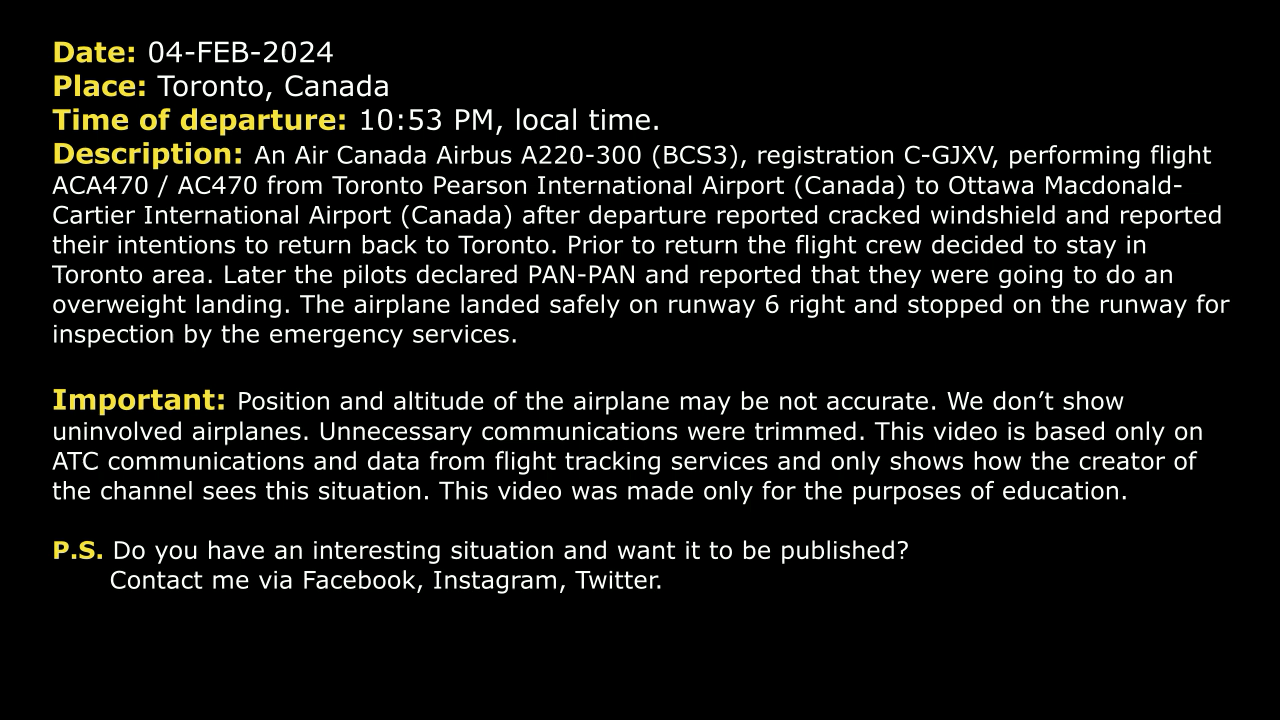 Date: 04-FEB-2024
Place: Toronto, Canada
Time of departure: 10:53 PM, local time.
Description: An Air Canada Airbus A220-300 (BCS3), registration C-GJXV, performing flight
ACA470 / AC470 from Toronto Pearson International Airport (Canada) to Ottawa Macdonald-
Cartier International Airport (Canada) after departure reported cracked windshield and reported
their intentions to return back to Toronto. Prior to return the flight crew decided to stay in
Toronto area. Later the pilots declared PAN-PAN and reported that they were going to do an
overweight landing. The airplane landed safely on runway 6 right and stopped on the runway for
inspection by the emergency services.
Important: Position and altitude of the airplane may be not accurate. We don’t show
uninvolved airplanes. Unnecessary communications were trimmed. This video is based only on
ATC communications and data from flight tracking services and only shows how the creator of
the channel sees this situation. This video was made only for the purposes of education.
P.S. Do you have an interesting situation and want it to be published?
Contact me via Facebook, Instagram, Twitter.